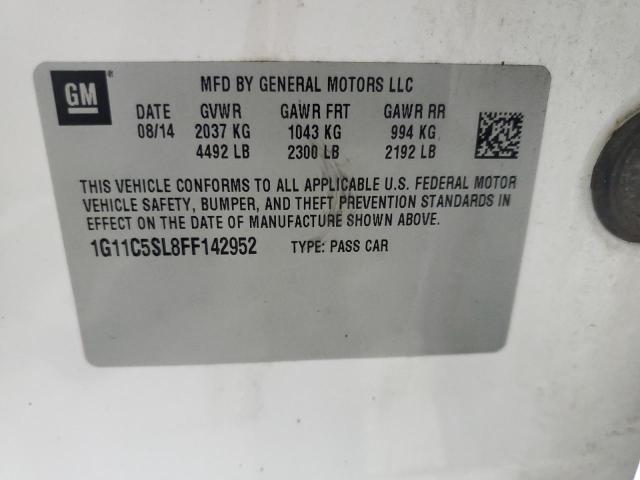 GM
MFD BY GENERAL MOTORS LLC
DATE GVWR GAWR FRT GAWR RR
08/14 2037 KG 1043 KG 994 KG
4492 LB 2300 LB 2192 LB
THIS VEHICLE CONFORMS TO ALL APPLICABLE U.S. FEDERAL MOTOR
VEHICLE SAFETY, BUMPER, AND THEFT PREVENTION STANDARDS IN
EFFECT ON THE DATE OF MANUFACTURE SHOWN ABOVE.
1G11C5SL8FF142952 TYPE: PASS CAR